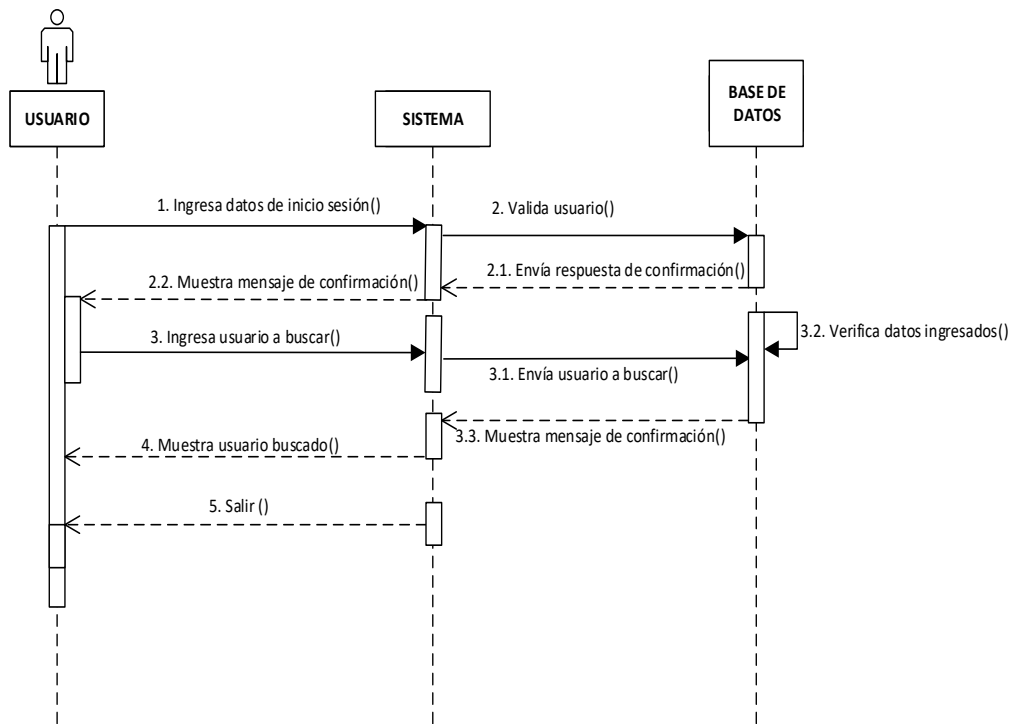 USUARIO
SISTEMA
BASE DE
DATOS
1. Ingresa datos de inicio sesión()
2. Valida usuario()
2.1. Envía respuesta de confirmación()
2.2. Muestra mensaje de confirmación()
3. Ingresa usuario a buscar()
3.2. Verifica datos ingresados()
3.1. Envía usuario a buscar()
3.3. Muestra mensaje de confirmación()
4. Muestra usuario buscado()
5. Salir ()